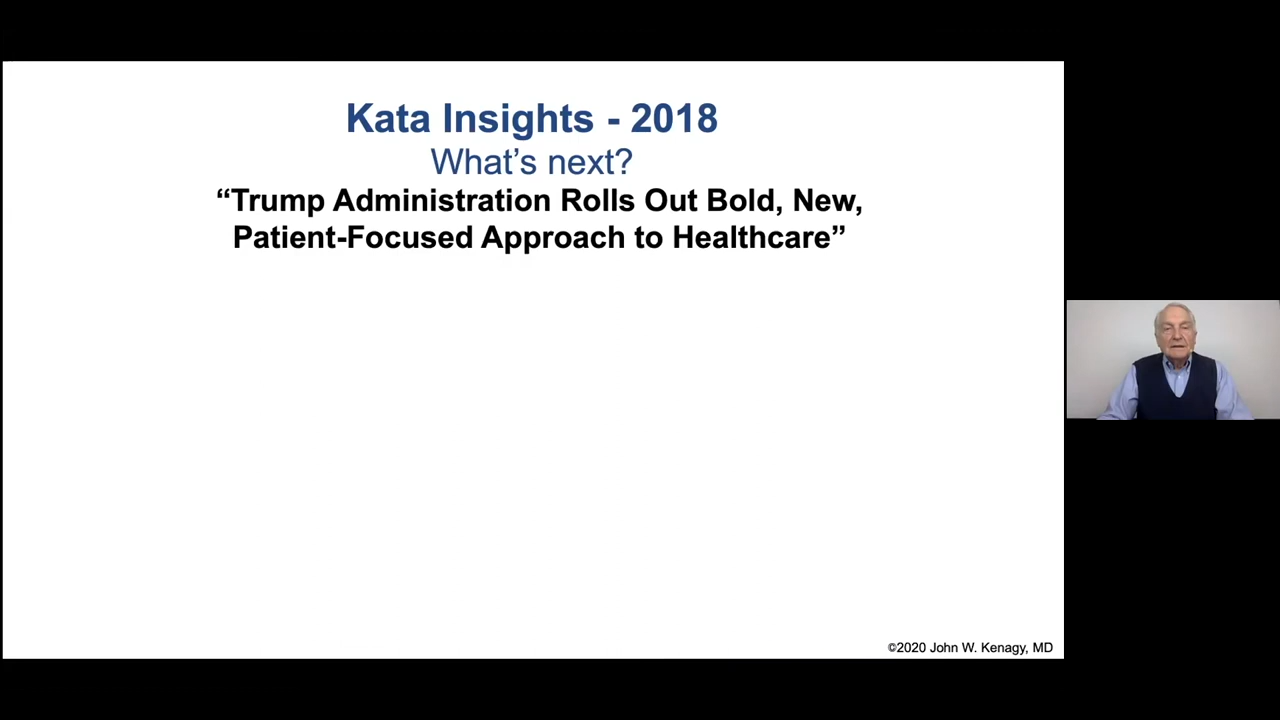 Kata Insights - 2018
What’s next?
“Trump Administration Rolls Out Bold, New,
Patient-Focused Approach to Healthcare”
©2020 John W. Kenagy, MD